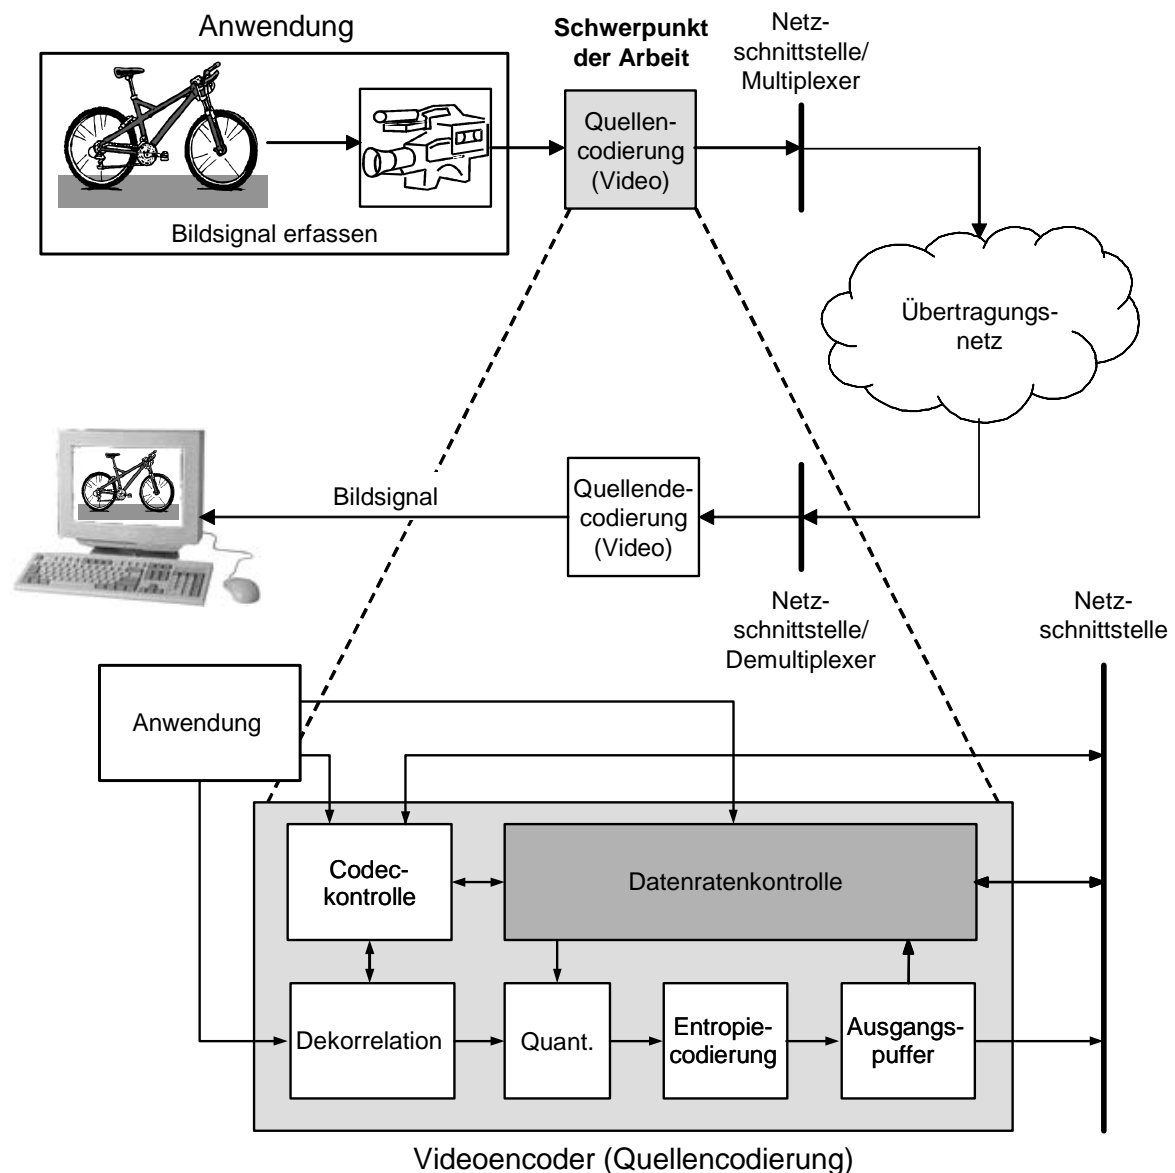 Anwendung
Schwerpunkt
der Arbeit
Netz-
schnittstelle/
Multiplexer
Quellen-
codierung
(Video)
Bildsignal erfassen
Übertragungs-
netz
Bildsignal
Quellende-
codierung
(Video)
Netz-
schnittstelle/
Demultiplexer
Netz-
schnittstelle
Anwendung
Codec-
kontrolle
Datenratenkontrolle
Dekorrelation
Quant.
Entropie-
codierung
Ausgangs-
puffer
Videoencoder (Quellencodierung)